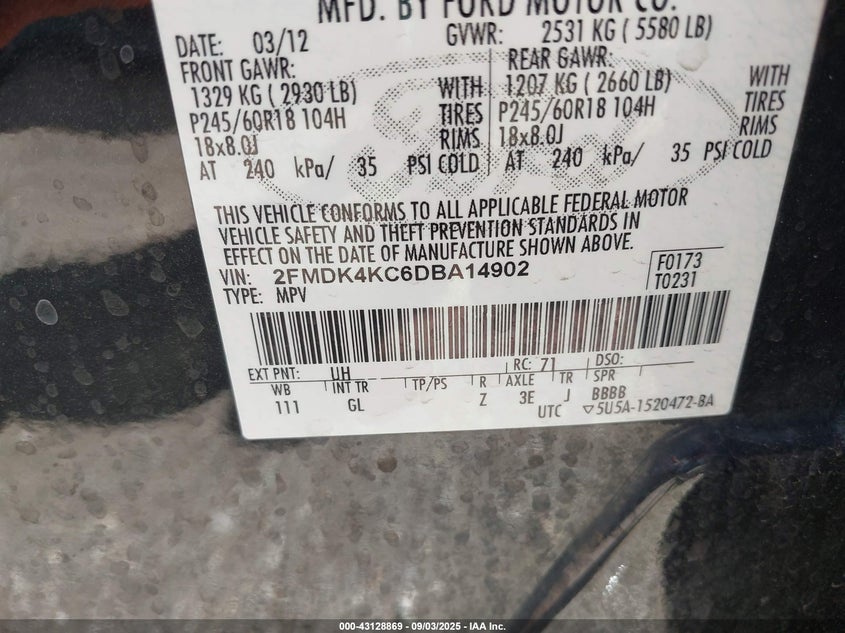 MFD. BY FORD MOTOR CO.
DATE: 03/12 GVWR: 2531 KG ( 5580 LB)
FRONT GAWR: REAR GAWR:
1329 KG ( 2930 LB) WITH 1207 KG ( 2660 LB) WITH
P245/60R18 104H TIRES P245/60R18 104H TIRES
18x8.0J RIMS 18x8.0J RIMS
AT 240 kPa/ 35 PSI COLD AT 240 kPa/ 35 PSI COLD
THIS VEHICLE CONFORMS TO ALL APPLICABLE FEDERAL MOTOR
VEHICLE SAFETY AND THEFT PREVENTION STANDARDS IN
EFFECT ON THE DATE OF MANUFACTURE SHOWN ABOVE.
VIN: 2FMDK4KC6DBA14902 F0173
TYPE: MPV T0231
EXT PNT: UH RC: 71 DSO:
WB INT TR TP/PS R AXLE TR SPR
111 GL Z 3E J BBBB
UTC ▽5U5A-1520472-BA
000-43128869 - 09/03/2025 - IAA Inc.